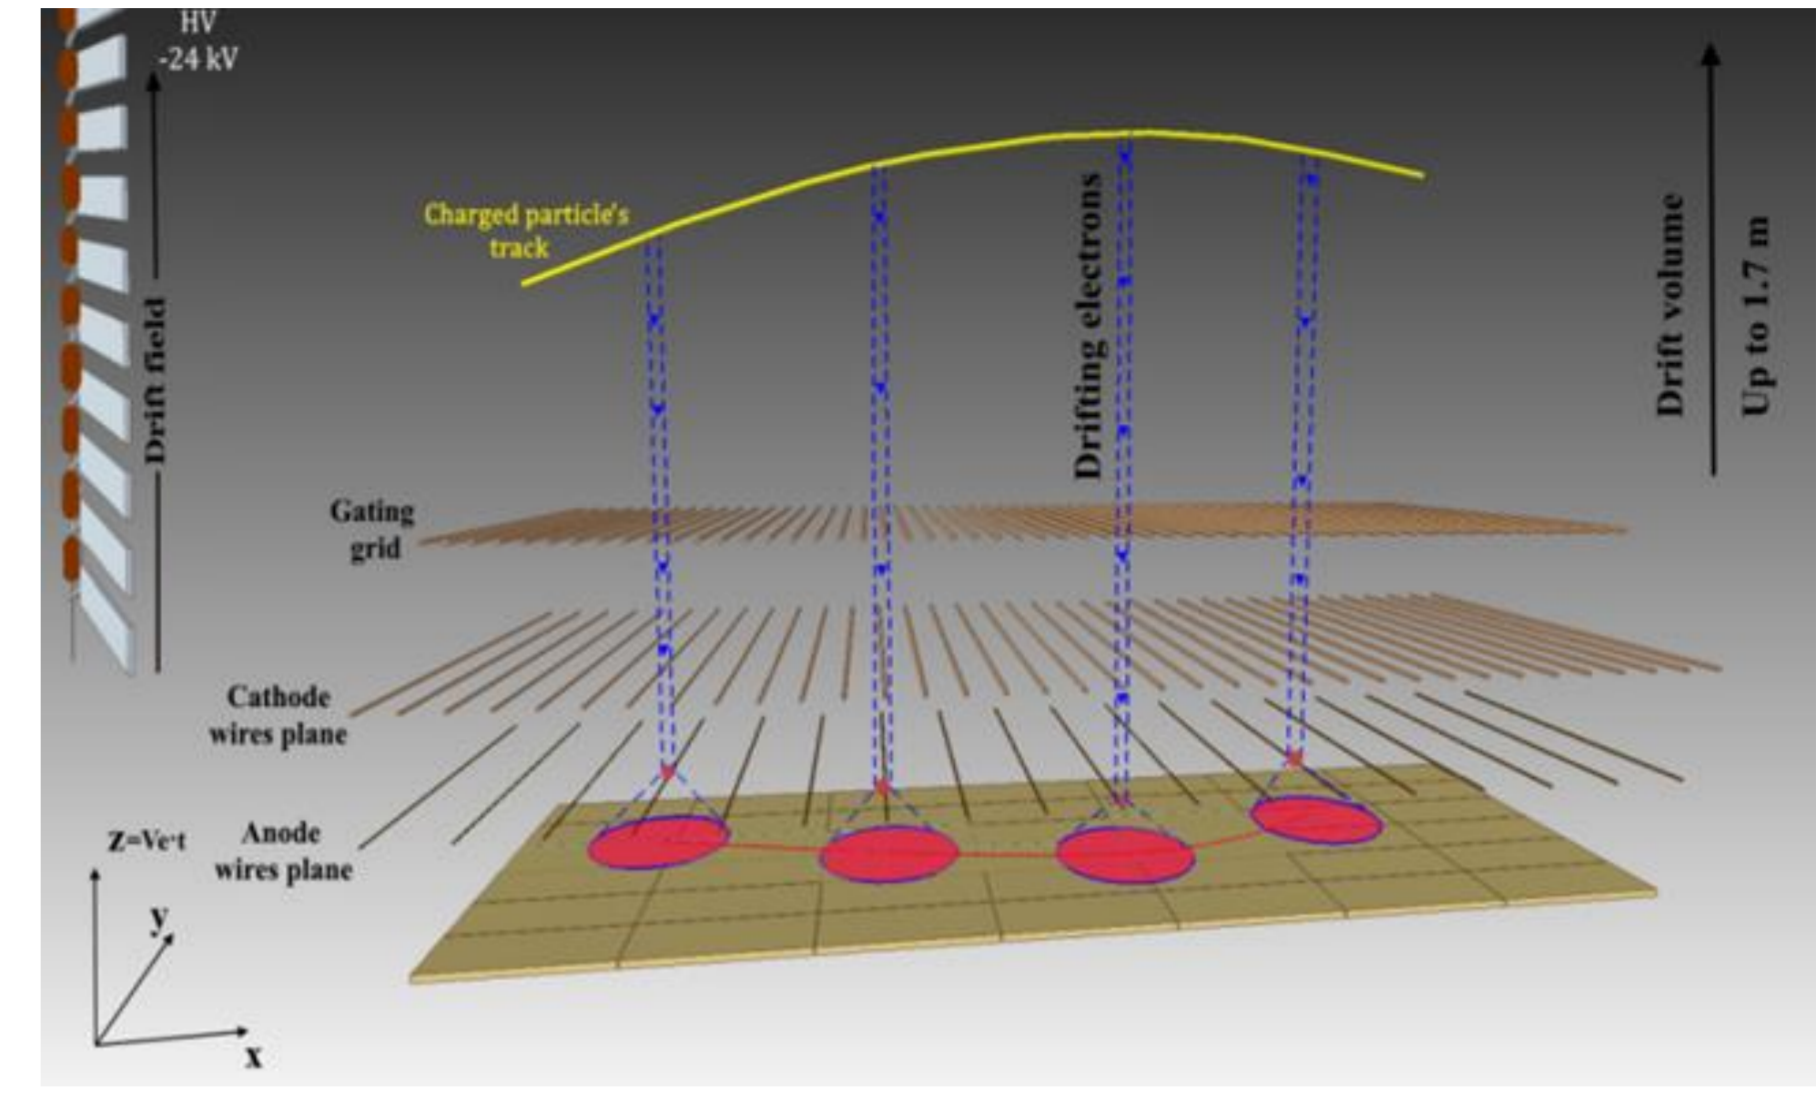 HV
-24 kV
Drift field
Charged particle's
track
Drifting electrons
Drift volume
Up to 1.7 m
Gating
grid
Cathode
wires plane
Anode
wires plane
Z=Ve·t
y
x